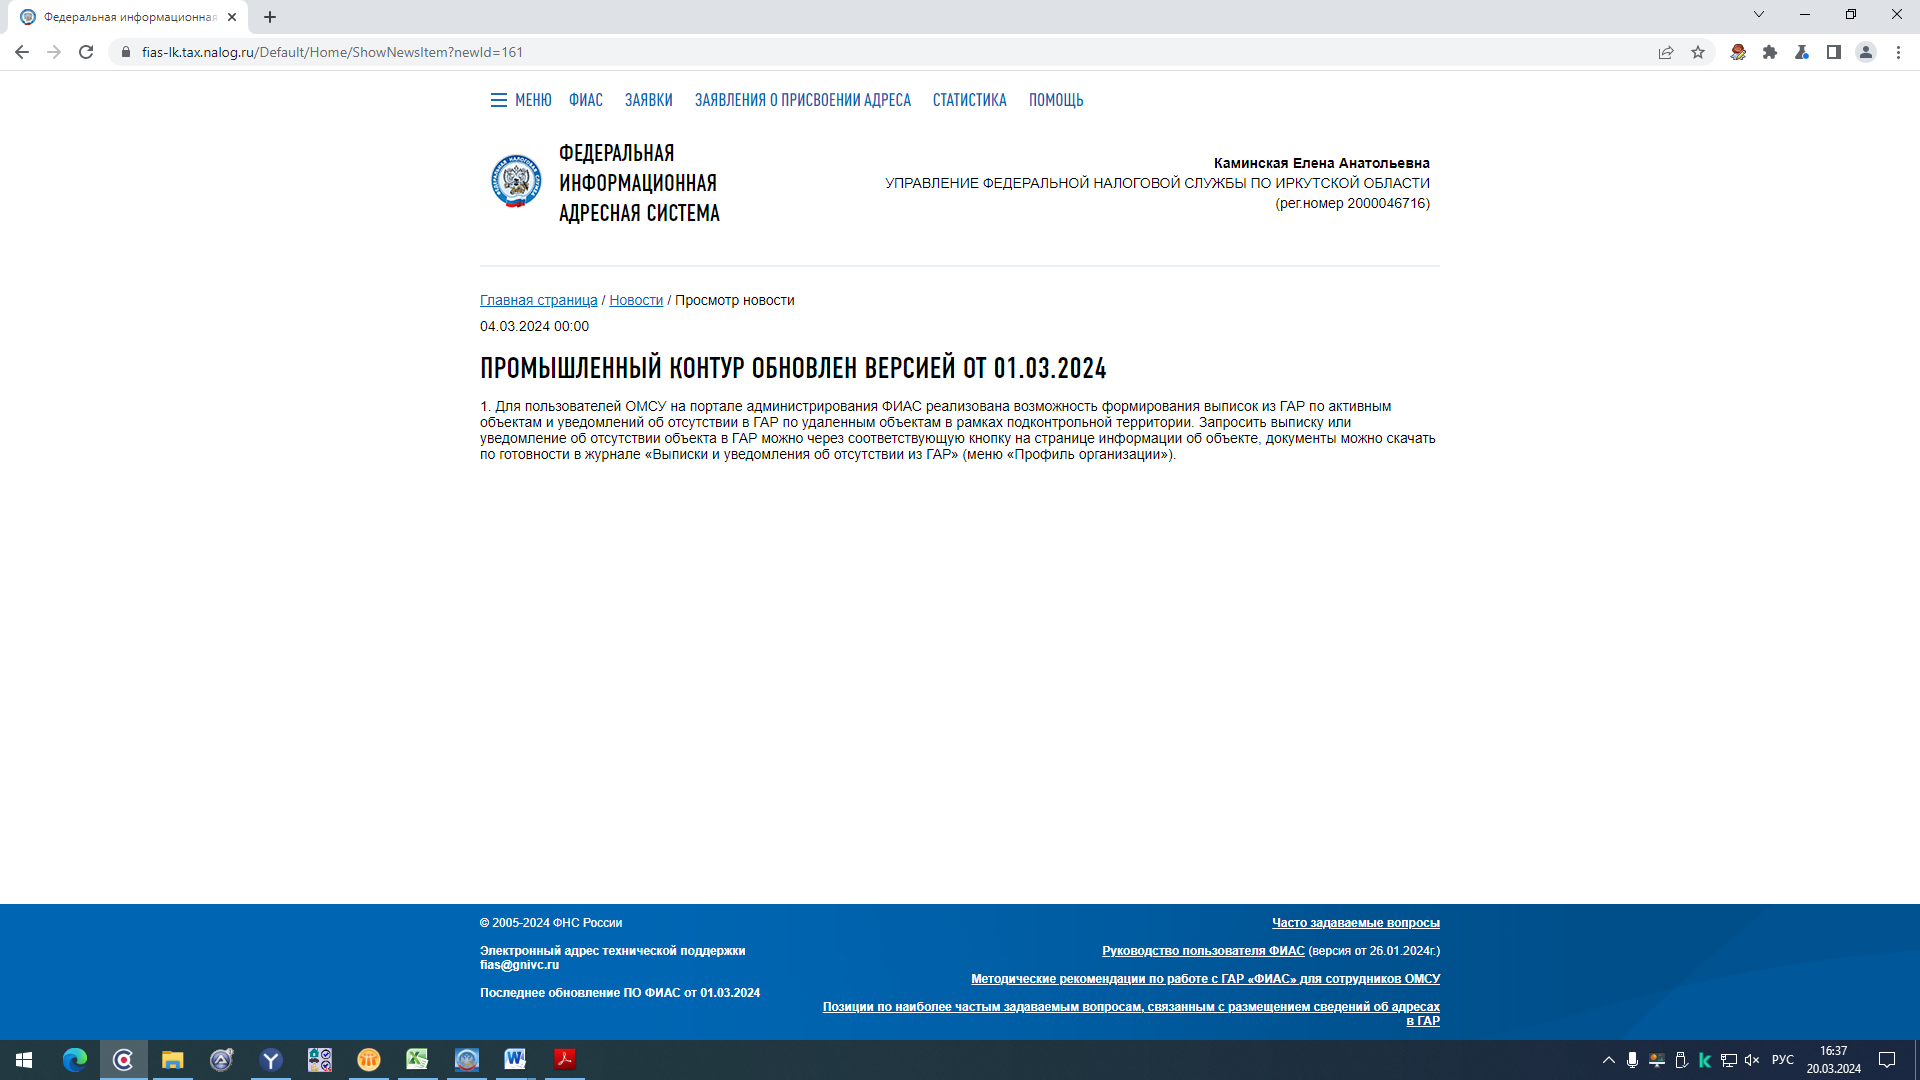 Федеральная информационная
fias-lk.tax.nalog.ru/Default/Home/ShowNewsItem?newId=161
МЕНЮ ФИАС ЗАЯВКИ ЗАЯВЛЕНИЯ О ПРИСВОЕНИИ АДРЕСА СТАТИСТИКА ПОМОЩЬ
ФЕДЕРАЛЬНАЯ
ИНФОРМАЦИОННАЯ
АДРЕСНАЯ СИСТЕМА
Каминская Елена Анатольевна
УПРАВЛЕНИЕ ФЕДЕРАЛЬНОЙ НАЛОГОВОЙ СЛУЖБЫ ПО ИРКУТСКОЙ ОБЛАСТИ
(рег.номер 2000046716)
Главная страница / Новости / Просмотр новости
04.03.2024 00:00
ПРОМЫШЛЕННЫЙ КОНТУР ОБНОВЛЕН ВЕРСИЕЙ ОТ 01.03.2024
1. Для пользователей ОМСУ на портале администрирования ФИАС реализована возможность формирования выписок из ГАР по активным
объектам и уведомлений об отсутствии в ГАР по удаленным объектам в рамках подконтрольной территории. Запросить выписку или
уведомление об отсутствии объекта в ГАР можно через соответствующую кнопку на странице информации об объекте, документы можно скачать
по готовности в журнале «Выписки и уведомления об отсутствии из ГАР» (меню «Профиль организации»).
© 2005-2024 ФНС России
Электронный адрес технической поддержки
fias@gnivc.ru
Последнее обновление ПО ФИАС от 01.03.2024
Часто задаваемые вопросы
Руководство пользователя ФИАС (версия от 26.01.2024г.)
Методические рекомендации по работе с ГАР «ФИАС» для сотрудников ОМСУ
Позиции по наиболее частым задаваемым вопросам, связанным с размещением сведений об адресах
в ГАР
РУС
16:37
20.03.2024